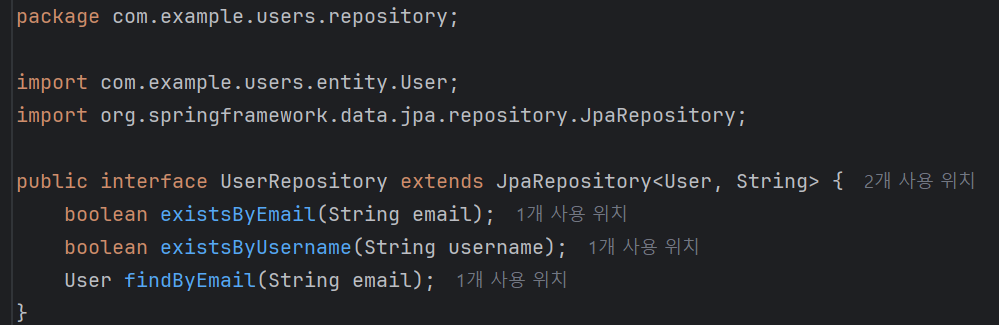 package com.example.users.repository;
import com.example.users.entity.User;
import org.springframework.data.jpa.repository.JpaRepository;
public interface UserRepository extends JpaRepository<User, String> { 2개 사용 위치
boolean existsByEmail(String email); 1개 사용 위치
boolean existsByUsername(String username); 1개 사용 위치
User findByEmail(String email); 1개 사용 위치
}